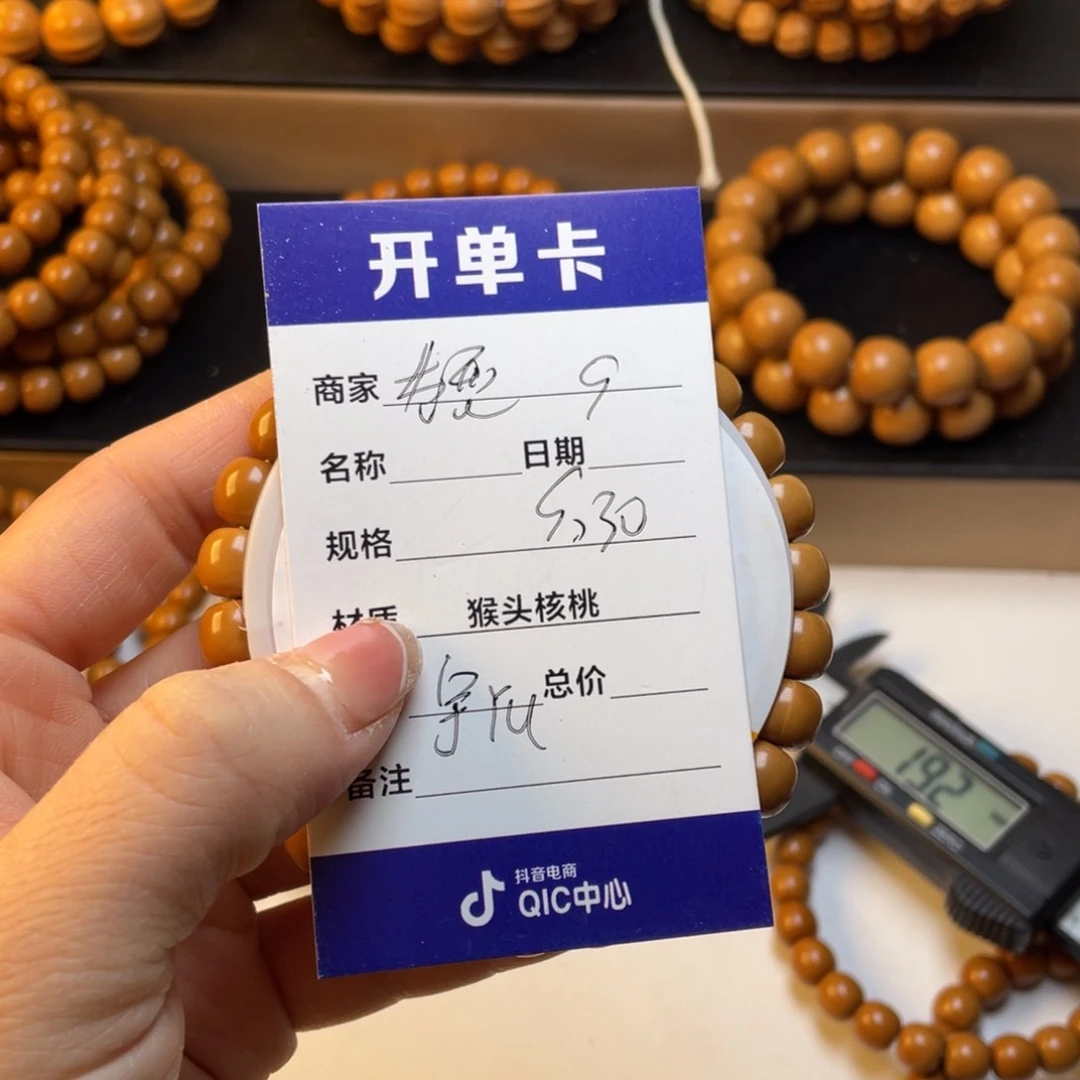 开单卡
商家 9
名称 日期
5.30
规格
材质 猴头核桃
总价
备注
抖音电商
QIC中心
192